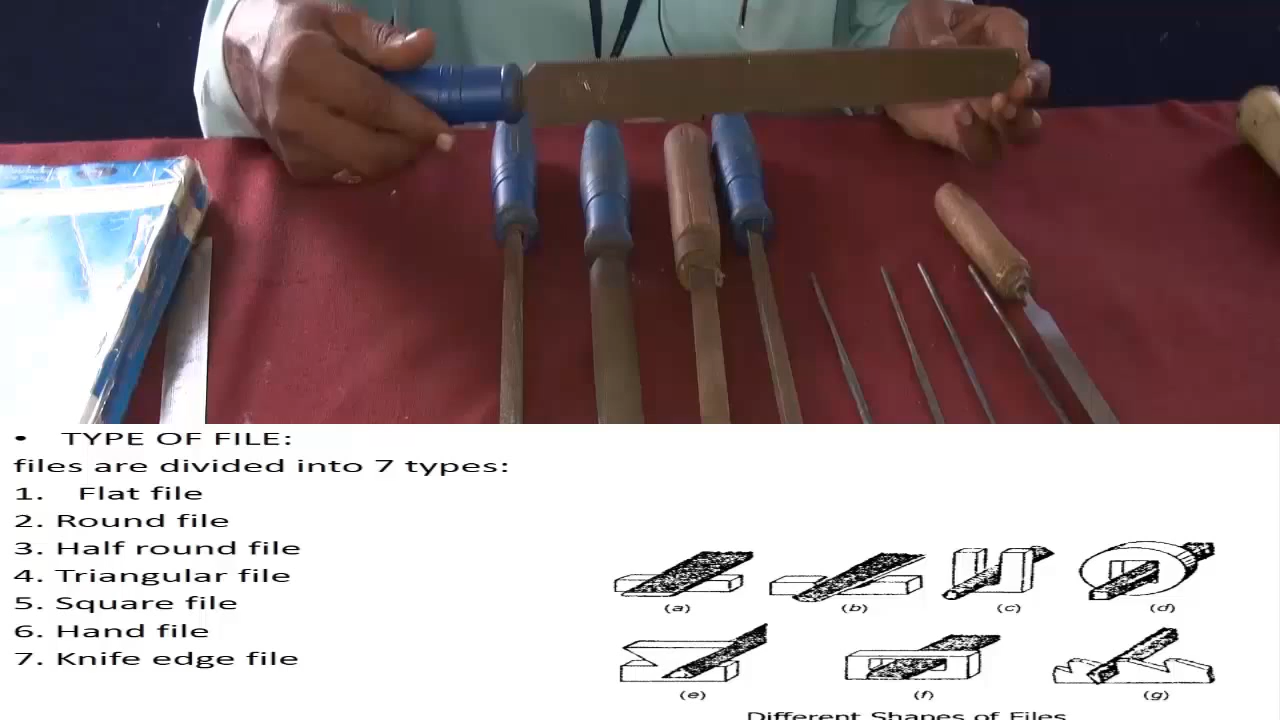 • TYPE OF FILE:
files are divided into 7 types:
1. Flat file
2. Round file
3. Half round file
4. Triangular file
5. Square file
6. Hand file
7. Knife edge file
(a)
(b)
(c)
(d)
(e)
(f)
(g)
Different Shapes of Files